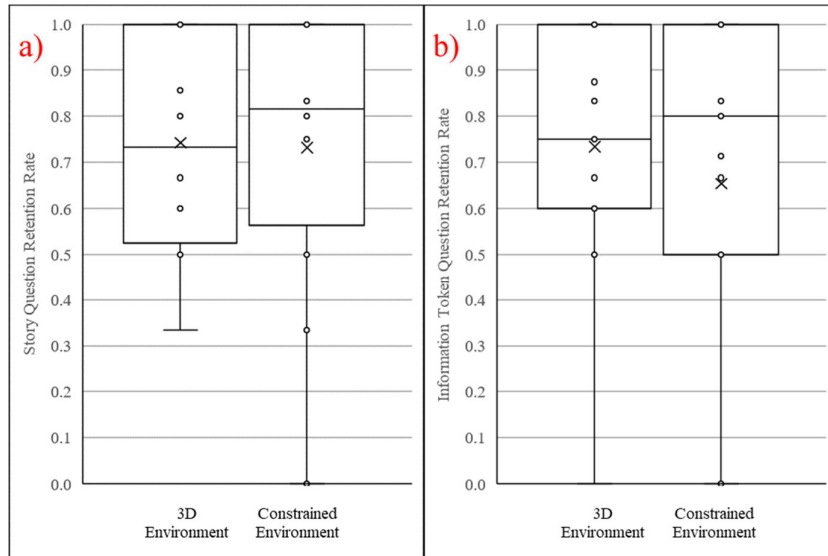 a)
Story Question Retention Rate
1.0
0.9
0.8
0.7
0.6
0.5
0.4
0.3
0.2
0.1
0.0
3D
Environment
Constrained
Environment
b)
Information Token Question Retention Rate
1.0
0.9
0.8
0.7
0.6
0.5
0.4
0.3
0.2
0.1
0.0
3D
Environment
Constrained
Environment